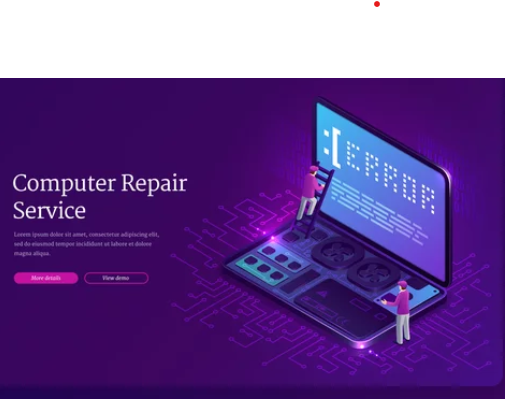 Computer Repair
Service
Lorem ipsum dolor sit amet, consectetur adipiscing elit,
sed do eiusmod tempor incididunt ut labore et dolore
magna aliqua.
More details View demo
:[ ERROR